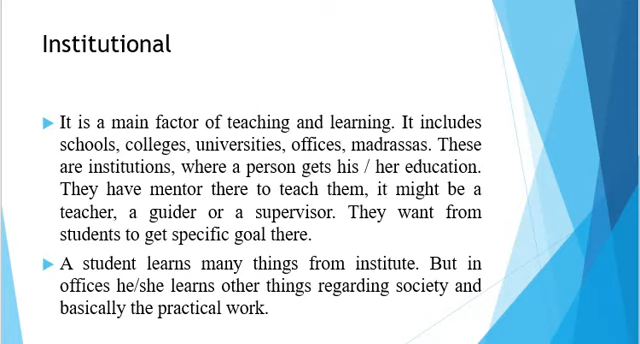 Institutional
It is a main factor of teaching and learning. It includes
schools, colleges, universities, offices, madrassas. These
are institutions, where a person gets his / her education.
They have mentor there to teach them, it might be a
teacher, a guider or a supervisor. They want from
students to get specific goal there.
A student learns many things from institute. But in
offices he/she learns other things regarding society and
basically the practical work.